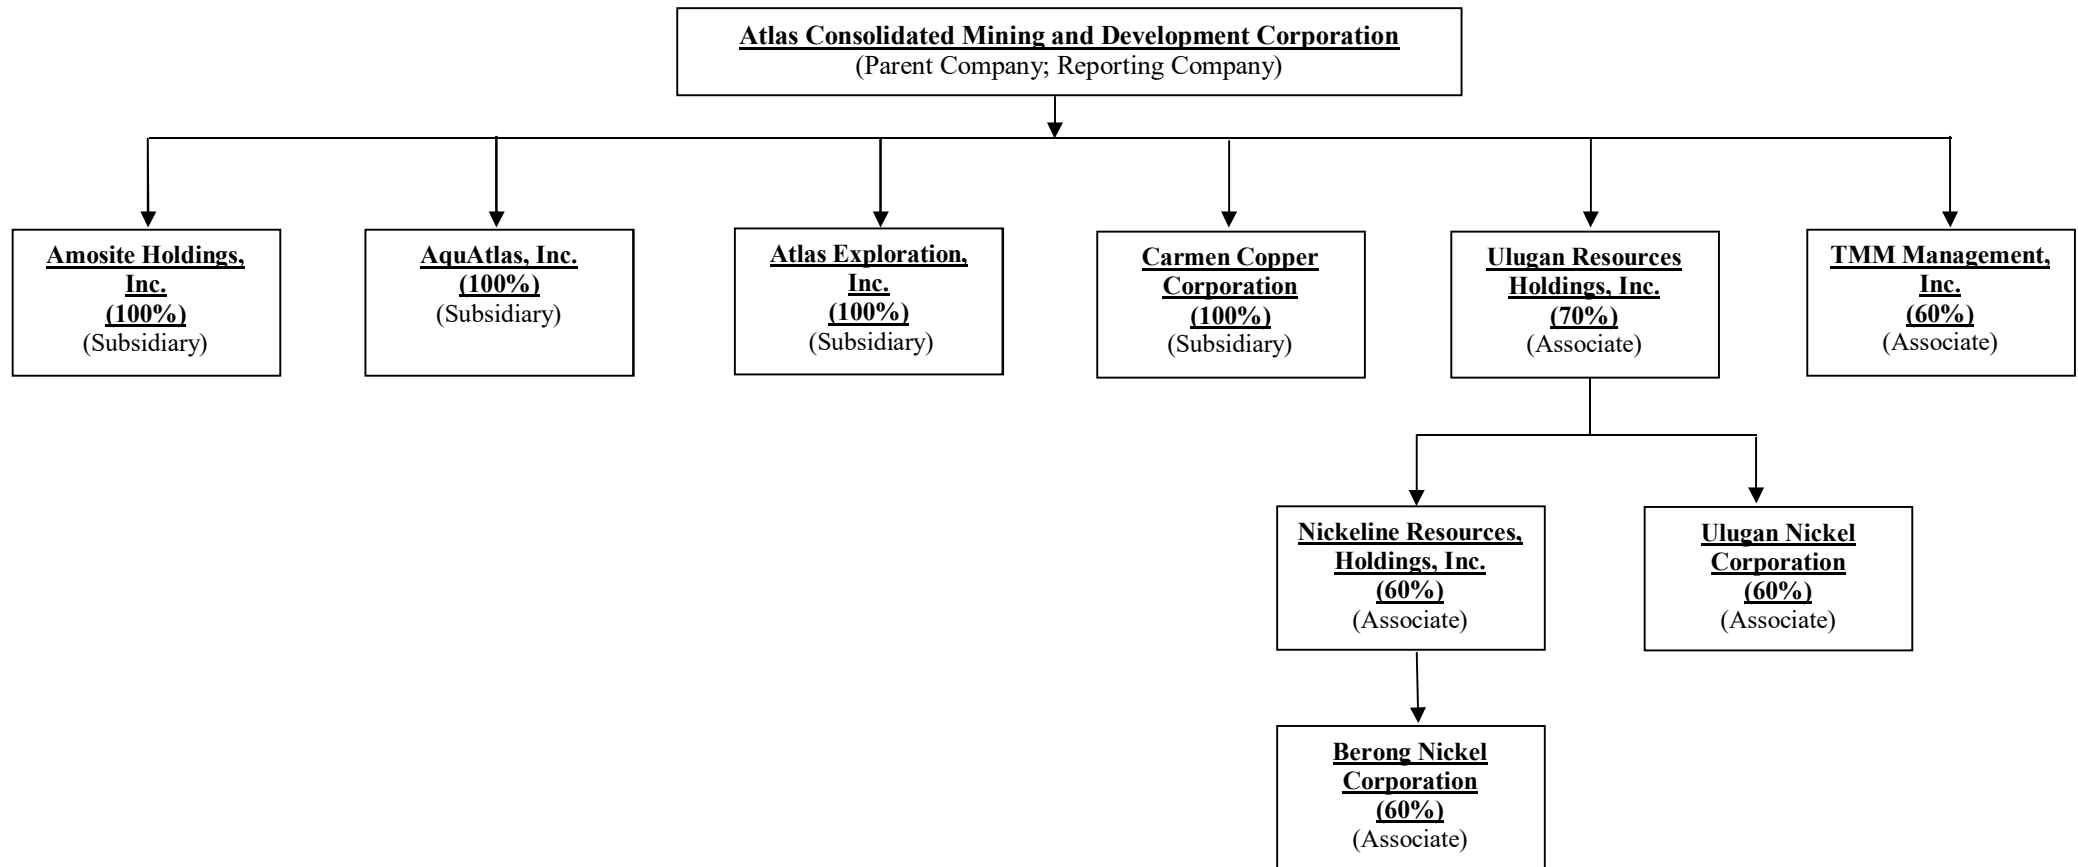 Atlas Consolidated Mining and Development Corporation
(Parent Company; Reporting Company)
Amosite Holdings,
Inc.
(100%)
(Subsidiary)
AquAtlas, Inc.
(100%)
(Subsidiary)
Atlas Exploration,
Inc.
(100%)
(Subsidiary)
Carmen Copper
Corporation
(100%)
(Subsidiary)
Ulugan Resources
Holdings, Inc.
(70%)
(Associate)
TMM Management,
Inc.
(60%)
(Associate)
Nickeline Resources,
Holdings, Inc.
(60%)
(Associate)
Ulugan Nickel
Corporation
(60%)
(Associate)
Berong Nickel
Corporation
(60%)
(Associate)